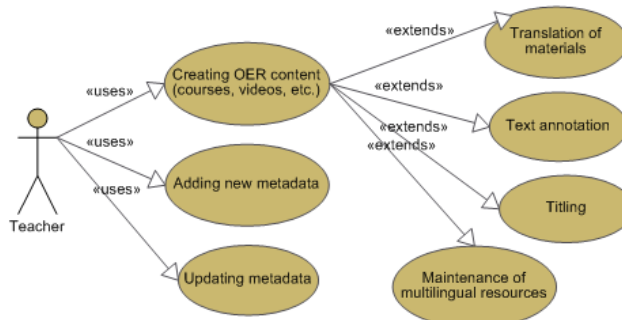 «extends»
Translation of
materials
Creating OER content
(courses, videos, etc.)
«uses»
«extends»
Text annotation
«extends»
«uses»
«extends»
Adding new metadata
«uses»
Titling
Teacher
Updating metadata
Maintenance of
multilingual resources